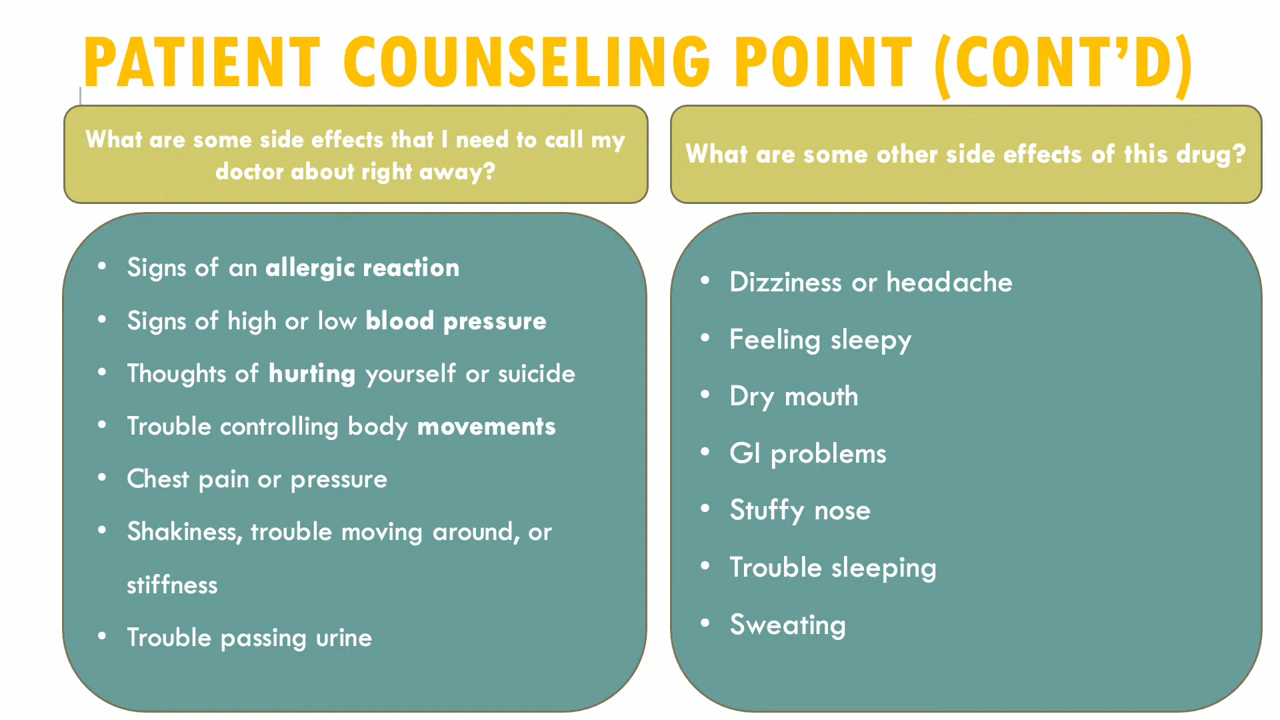 PATIENT COUNSELING POINT (CONT’D)
What are some side effects that I need to call my
doctor about right away?
• Signs of an allergic reaction
• Signs of high or low blood pressure
• Thoughts of hurting yourself or suicide
• Trouble controlling body movements
• Chest pain or pressure
• Shakiness, trouble moving around, or
stiffness
• Trouble passing urine
What are some other side effects of this drug?
• Dizziness or headache
• Feeling sleepy
• Dry mouth
• GI problems
• Stuffy nose
• Trouble sleeping
• Sweating